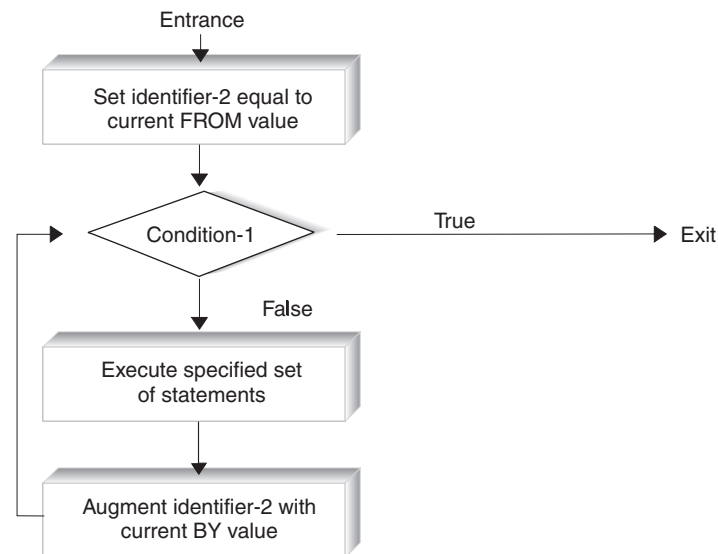 Entrance
Set identifier-2 equal to
current FROM value
Condition-1
True
Exit
False
Execute specified set
of statements
Augment identifier-2 with
current BY value